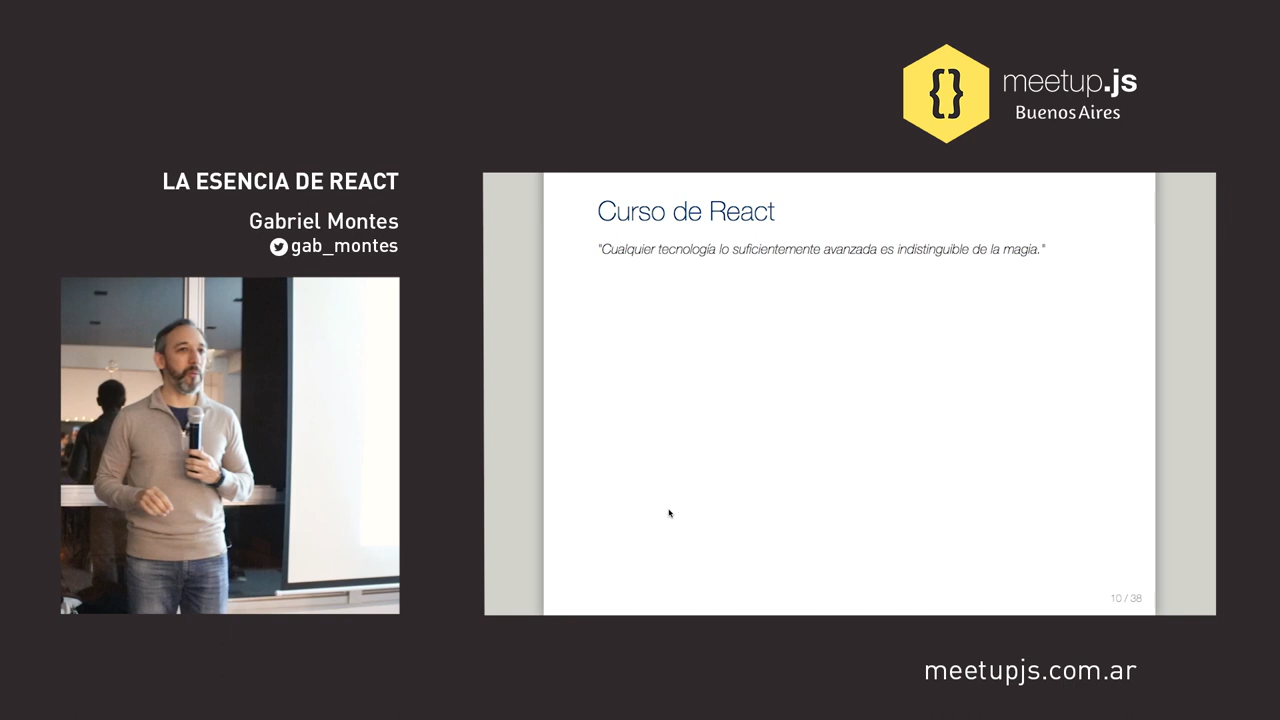 {}
meetup.js
Buenos Aires
LA ESENCIA DE REACT
Gabriel Montes
gab_montes
Curso de React
"Cualquier tecnología lo suficientemente avanzada es indistinguible de la magia."
10 / 38
meetupjs.com.ar